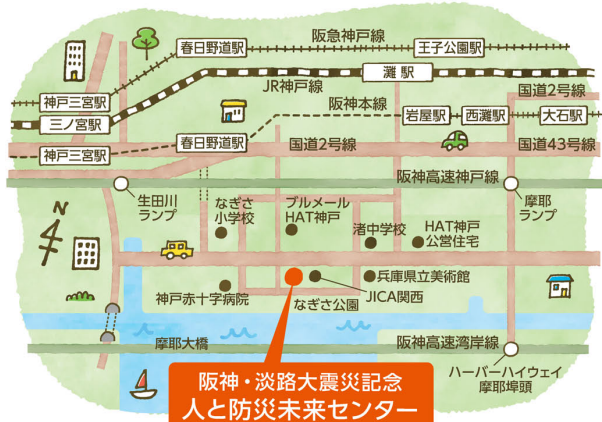 阪急神戸線
春日野道駅
王子公園駅
灘 駅
神戸三宮駅
JR神戸線
国道2号線
三ノ宮駅
阪神本線
岩屋駅
西灘駅
大石駅
春日野道駅
国道2号線
国道43号線
神戸三宮駅
阪神高速神戸線
生田川
ランプ
摩耶
ランプ
なぎさ
小学校
ブルメール
HAT神戸
渚中学校
HAT神戸
公営住宅
N
神戸赤十字病院
なぎさ公園
JICA関西
兵庫県立美術館
摩耶大橋
阪神高速湾岸線
ハーバーハイウェイ
摩耶埠頭
阪神・淡路大震災記念
人と防災未来センター